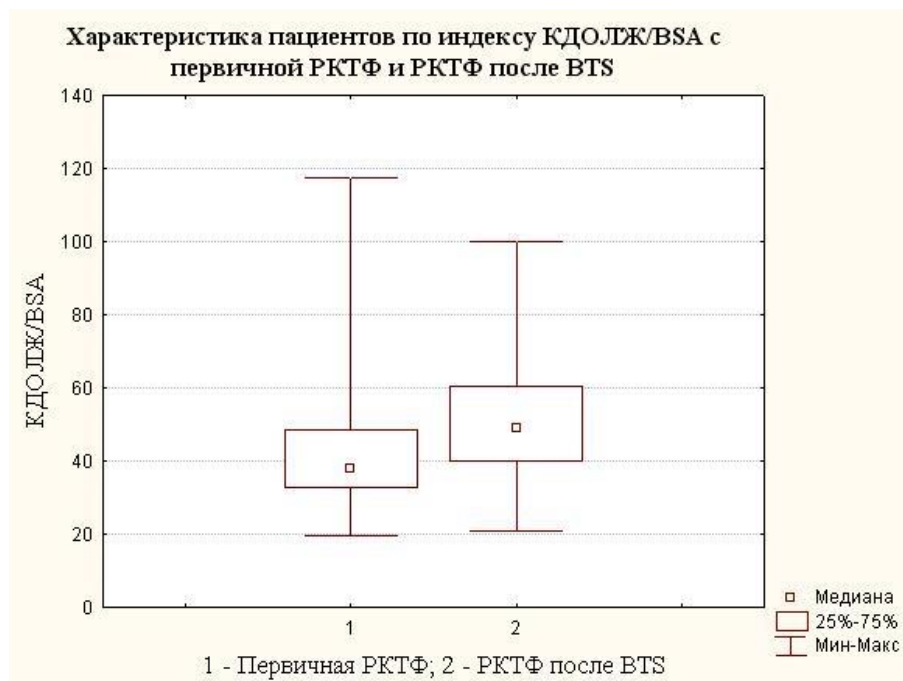 Характеристика пациентов по индексу КДОЛЖ/BSA с
первичной РКТФ и РКТФ после BTS
140
120
100
80
60
40
20
0
КДОЛЖ/BSA
1
2
1 - Первичная РКТФ; 2 - РКТФ после BTS
Медиана
25%-75%
Мин-Макс